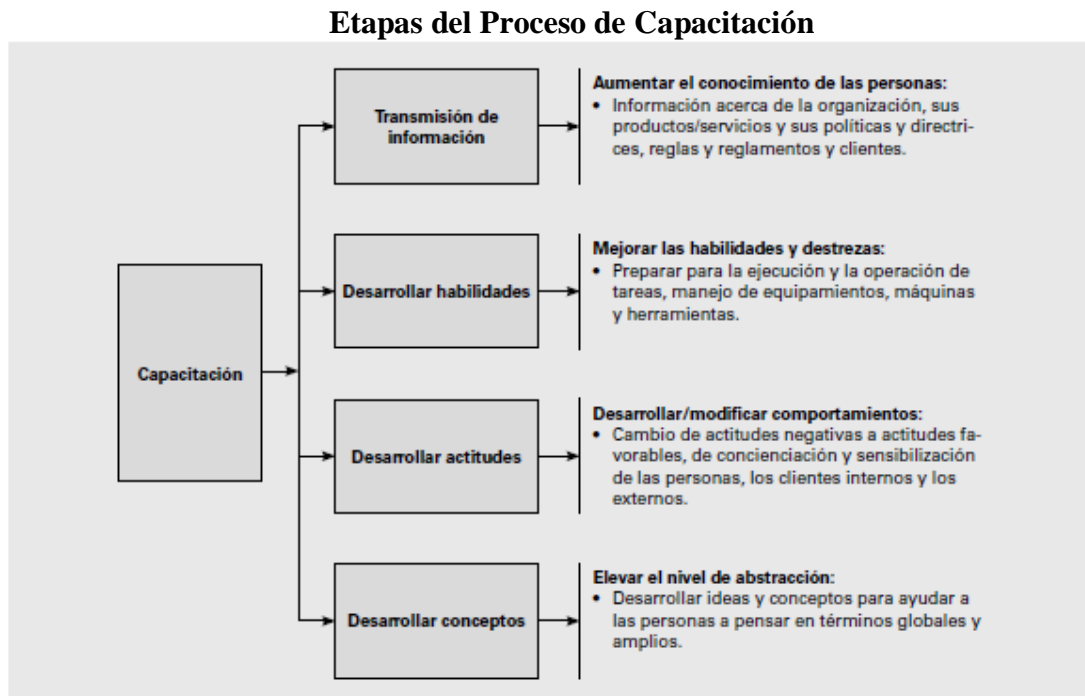 Etapas del Proceso de Capacitación
Transmisión de
información
Aumentar el conocimiento de las personas:
• Información acerca de la organización, sus
productos/servicios y sus políticas y directri-
ces, reglas y reglamentos y clientes.
Desarrollar habilidades
Mejorar las habilidades y destrezas:
• Preparar para la ejecución y la operación de
tareas, manejo de equipamientos, máquinas
y herramientas.
Capacitación
Desarrollar actitudes
Desarrollar/modificar comportamientos:
• Cambio de actitudes negativas a actitudes fa-
vorables, de concienciación y sensibilización
de las personas, los clientes internos y los
externos.
Desarrollar conceptos
Elevar el nivel de abstracción:
• Desarrollar ideas y conceptos para ayudar a
las personas a pensar en términos globales y
amplios.